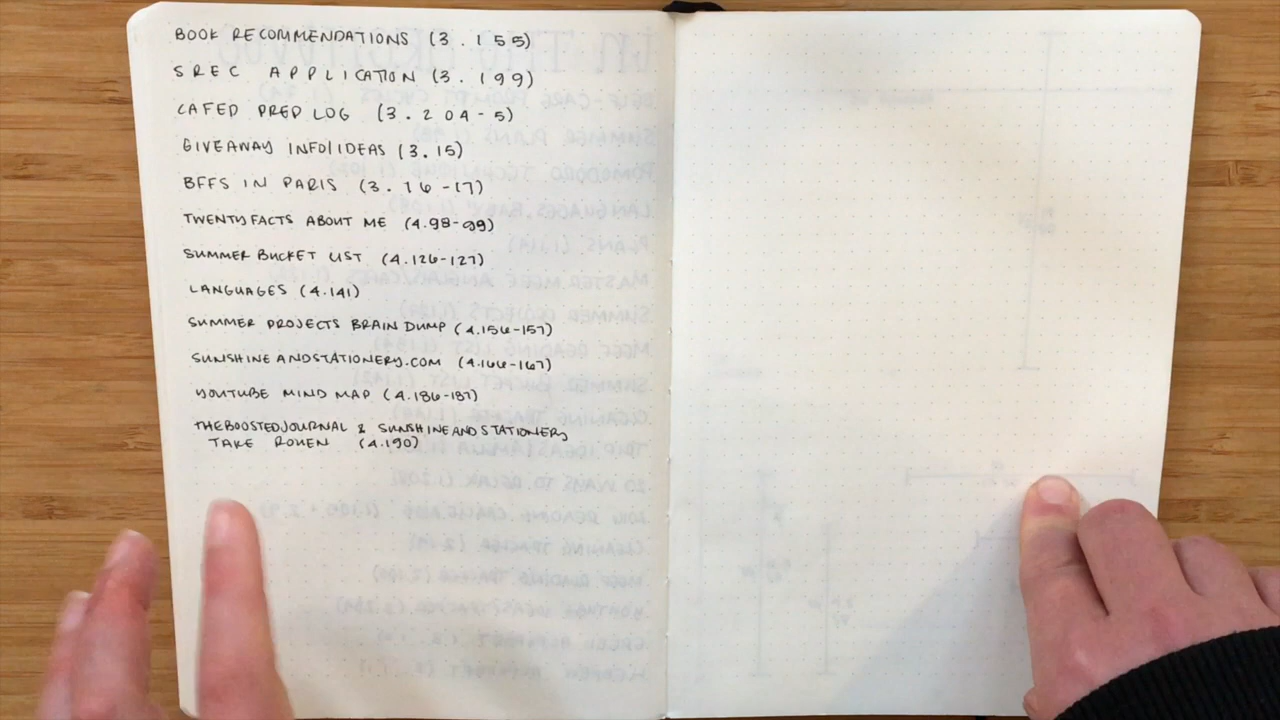 BOOK RECOMMENDATIONS (3.155)
SREC APPLICATION (3.199)
CAFED PREP LOG (3.204-5)
GIVEAWAY INFO/IDEAS (3.15)
BFFS IN PARIS (3.16-17)
TWENTY FACTS ABOUT ME (4.98-99)
SUMMER BUCKET LIST (4.126-127)
LANGUAGES (4.141)
SUMMER PROJECTS BRAIN DUMP (4.156-157)
SUNSHINEANDSTATIONERY.COM (4.166-167)
YOUTUBE MIND MAP (4.186-187)
THEBOOSTEDJOURNAL & SUNSHINEANDSTATIONERY
TAKE ROUEN (4.190)